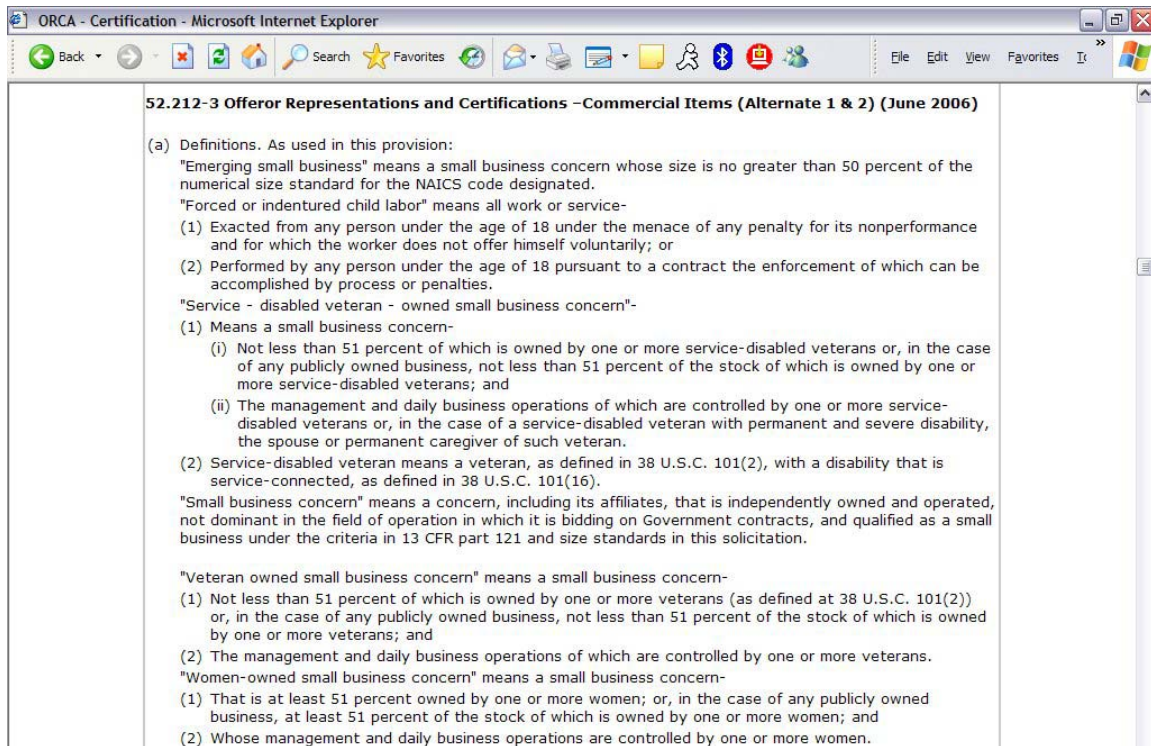 ORCA - Certification - Microsoft Internet Explorer
Back Search Favorites File Edit View Favorites To »
52.212-3 Offeror Representations and Certifications –Commercial Items (Alternate 1 & 2) (June 2006)
(a) Definitions. As used in this provision:
"Emerging small business" means a small business concern whose size is no greater than 50 percent of the
numerical size standard for the NAICS code designated.
"Forced or indentured child labor" means all work or service-
(1) Exacted from any person under the age of 18 under the menace of any penalty for its nonperformance
and for which the worker does not offer himself voluntarily; or
(2) Performed by any person under the age of 18 pursuant to a contract the enforcement of which can be
accomplished by process or penalties.
"Service - disabled veteran - owned small business concern"-
(1) Means a small business concern-
(i) Not less than 51 percent of which is owned by one or more service-disabled veterans or, in the case
of any publicly owned business, not less than 51 percent of the stock of which is owned by one or
more service-disabled veterans; and
(ii) The management and daily business operations of which are controlled by one or more service-
disabled veterans or, in the case of a service-disabled veteran with permanent and severe disability,
the spouse or permanent caregiver of such veteran.
(2) Service-disabled veteran means a veteran, as defined in 38 U.S.C. 101(2), with a disability that is
service-connected, as defined in 38 U.S.C. 101(16).
"Small business concern" means a concern, including its affiliates, that is independently owned and operated,
not dominant in the field of operation in which it is bidding on Government contracts, and qualified as a small
business under the criteria in 13 CFR part 121 and size standards in this solicitation.
"Veteran owned small business concern" means a small business concern-
(1) Not less than 51 percent of which is owned by one or more veterans (as defined at 38 U.S.C. 101(2))
or, in the case of any publicly owned business, not less than 51 percent of the stock of which is owned
by one or more veterans; and
(2) The management and daily business operations of which are controlled by one or more veterans.
"Women-owned small business concern" means a small business concern-
(1) That is at least 51 percent owned by one or more women; or, in the case of any publicly owned
business, at least 51 percent of the stock of which is owned by one or more women; and
(2) Whose management and daily business operations are controlled by one or more women.